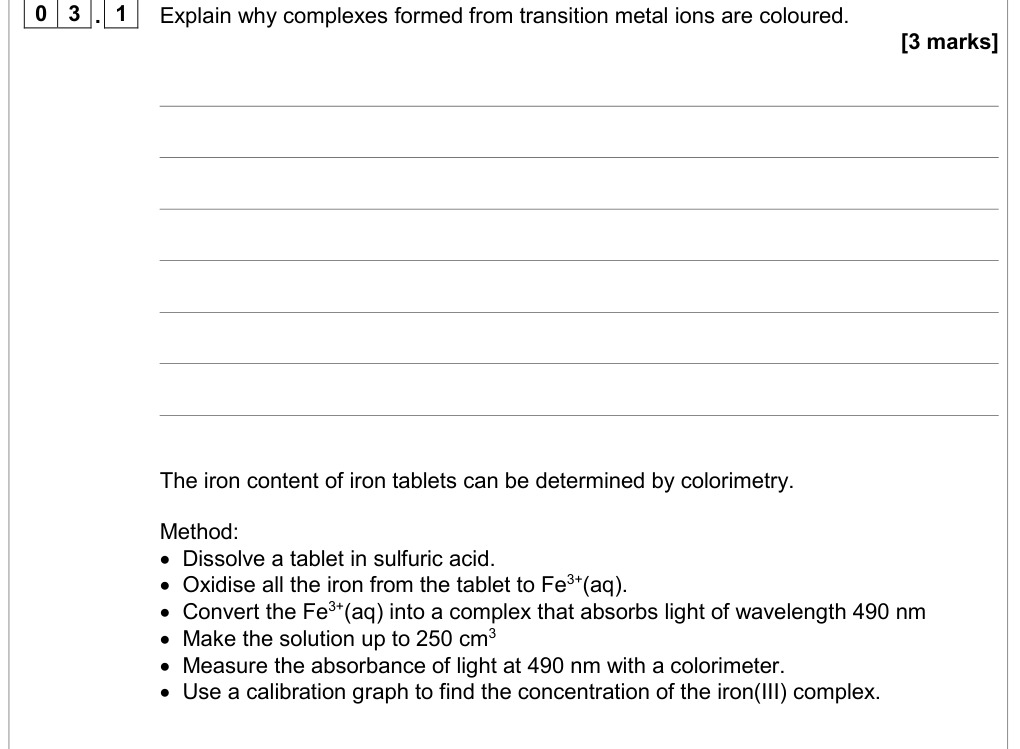 0 3 . 1 Explain why complexes formed from transition metal ions are coloured.
[3 marks]
The iron content of iron tablets can be determined by colorimetry.
Method:
• Dissolve a tablet in sulfuric acid.
• Oxidise all the iron from the tablet to Fe³⁺(aq).
• Convert the Fe³⁺(aq) into a complex that absorbs light of wavelength 490 nm
• Make the solution up to 250 cm³
• Measure the absorbance of light at 490 nm with a colorimeter.
• Use a calibration graph to find the concentration of the iron(III) complex.